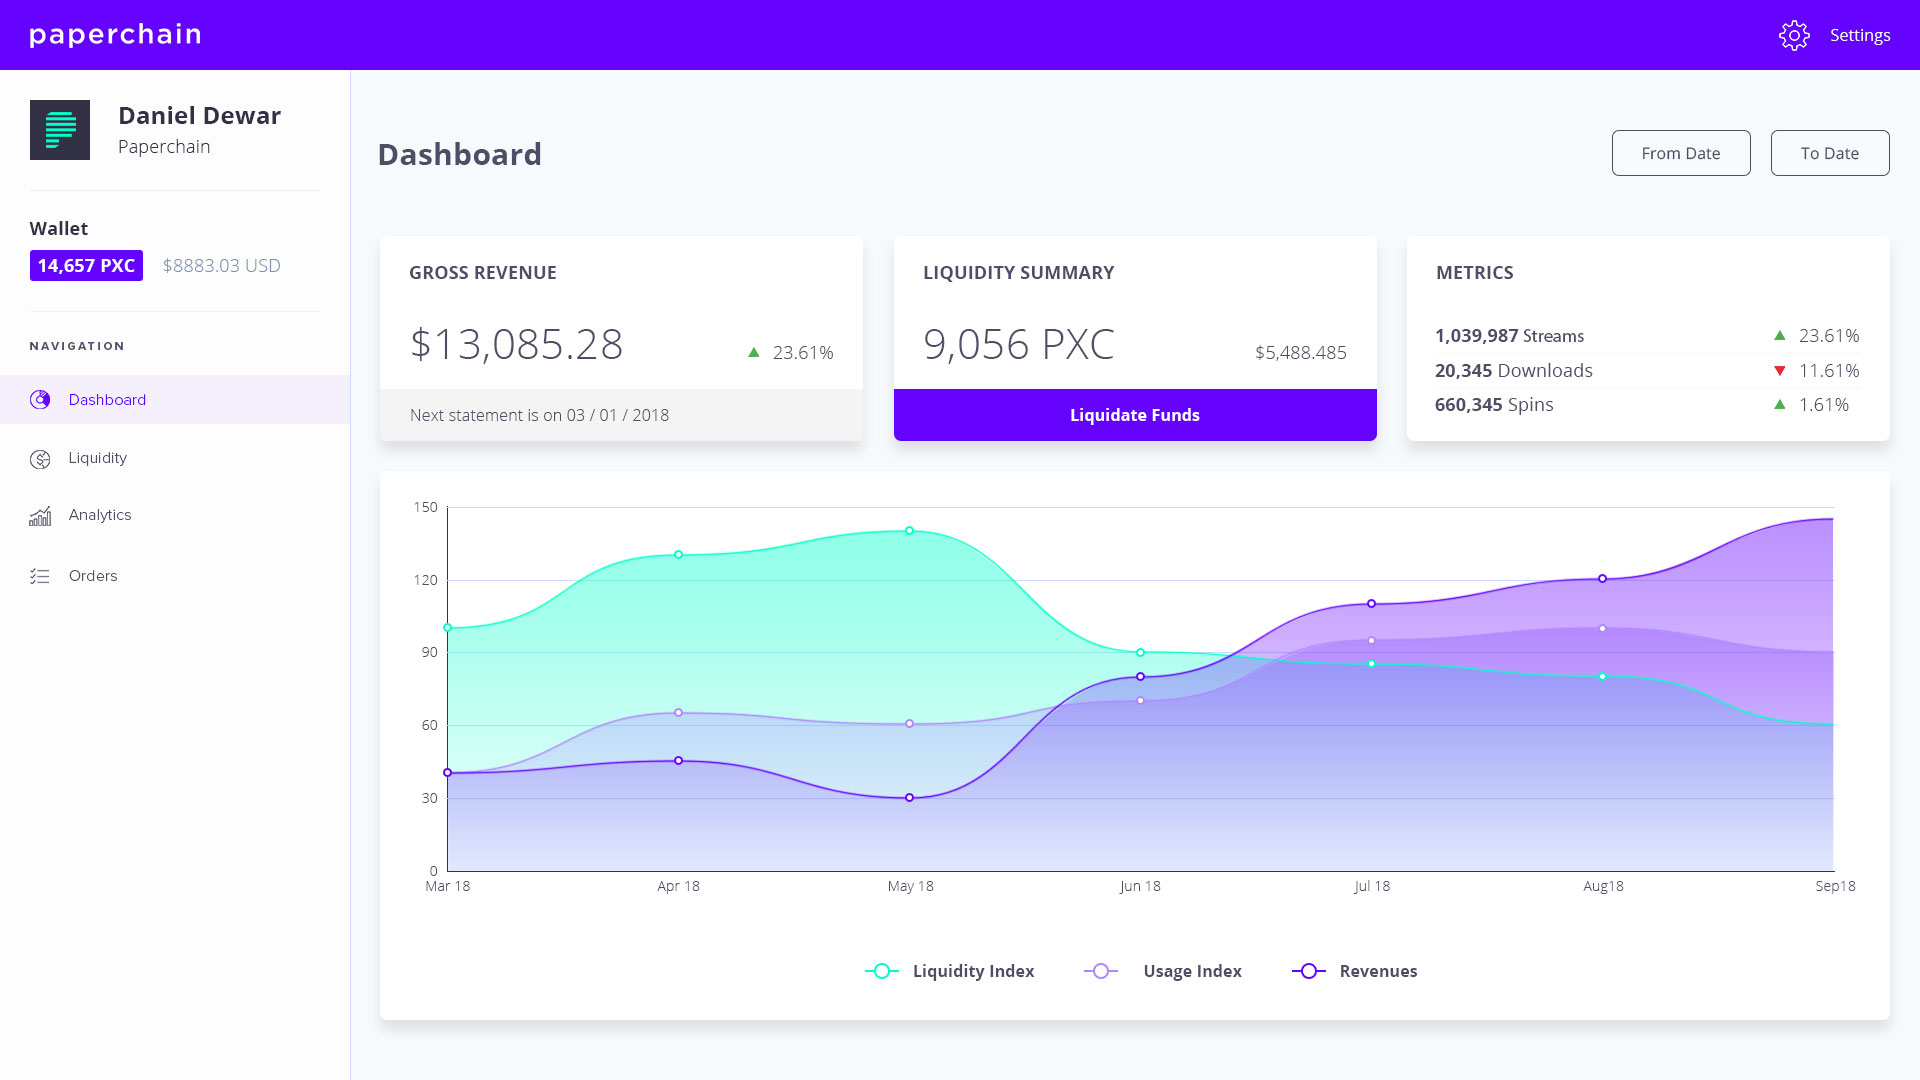 paperchain
Settings
Daniel Dewar
Paperchain
Wallet
14,657 PXC $8883.03 USD
NAVIGATION
Dashboard
Liquidity
Analytics
Orders
Dashboard
From Date
To Date
GROSS REVENUE
$13,085.28
23.61%
Next statement is on 03 / 01 / 2018
LIQUIDITY SUMMARY
9,056 PXC
$5,488.485
Liquidate Funds
METRICS
1,039,987 Streams 23.61%
20,345 Downloads 11.61%
660,345 Spins 1.61%
150
120
90
60
30
0
Mar 18 Apr 18 May 18 Jun 18 Jul 18 Aug18 Sep18
Liquidity Index Usage Index Revenues